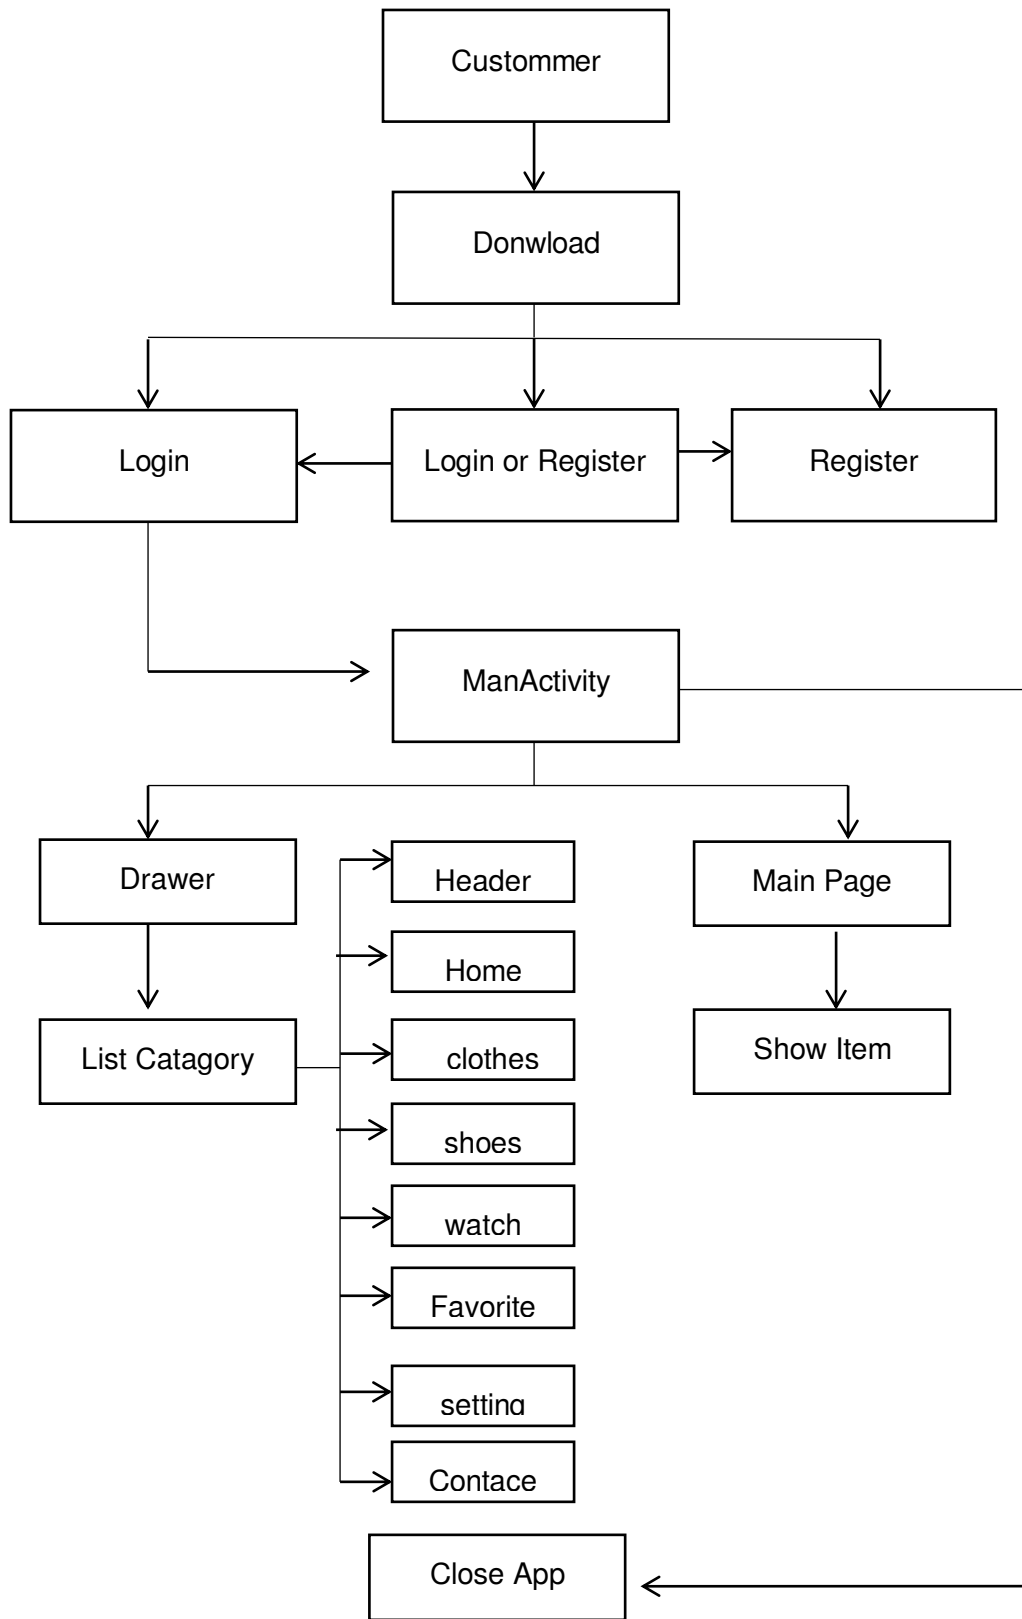 Custommer
Donwload
Login
Login or Register
Register
ManActivity
Drawer
Header
Main Page
Home
List Catagory
clothes
Show Item
shoes
watch
Favorite
setting
Contace
Close App